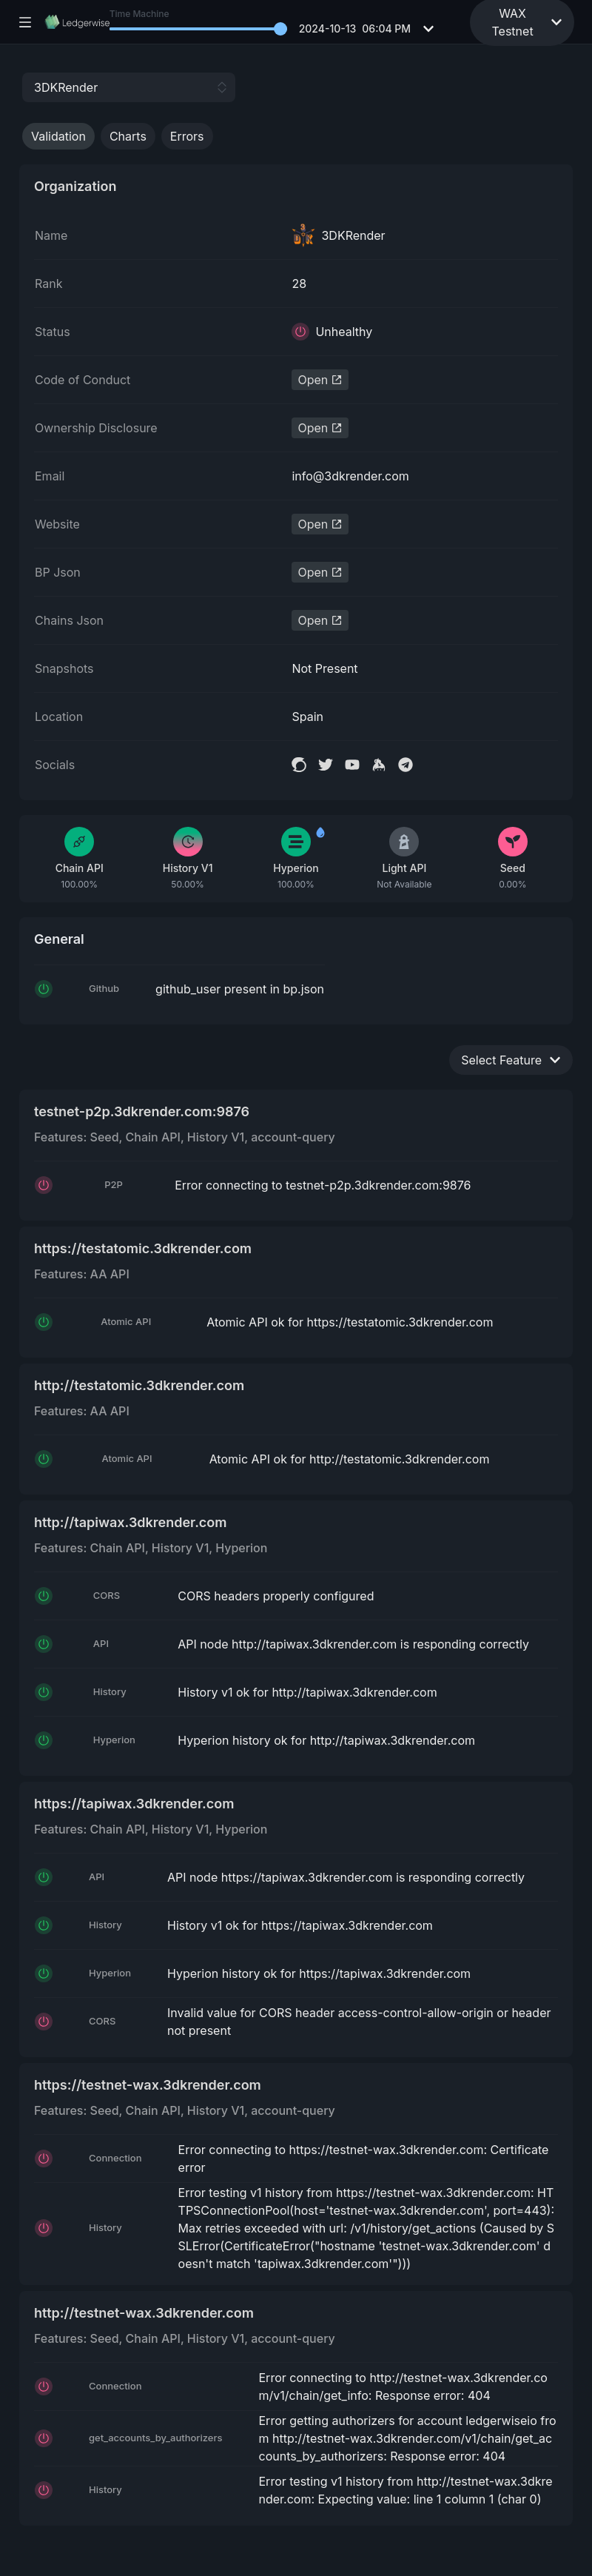 Time Machine
Ledgerwise
2024-10-13 06:04 PM
WAX
Testnet
3DKRender
Validation
Charts
Errors
Organization
Name
3DKRender
Rank
28
Status
Unhealthy
Code of Conduct
Open
Ownership Disclosure
Open
Email
info@3dkrender.com
Website
Open
BP Json
Open
Chains Json
Open
Snapshots
Not Present
Location
Spain
Socials
Chain API
100.00%
History V1
50.00%
Hyperion
100.00%
Light API
Not Available
Seed
0.00%
General
Github
github_user present in bp.json
Select Feature
testnet-p2p.3dkrender.com:9876
Features: Seed, Chain API, History V1, account-query
P2P
Error connecting to testnet-p2p.3dkrender.com:9876
https://testatomic.3dkrender.com
Features: AA API
Atomic API
Atomic API ok for https://testatomic.3dkrender.com
http://testatomic.3dkrender.com
Features: AA API
Atomic API
Atomic API ok for http://testatomic.3dkrender.com
http://tapiwax.3dkrender.com
Features: Chain API, History V1, Hyperion
CORS
CORS headers properly configured
API
API node http://tapiwax.3dkrender.com is responding correctly
History
History v1 ok for http://tapiwax.3dkrender.com
Hyperion
Hyperion history ok for http://tapiwax.3dkrender.com
https://tapiwax.3dkrender.com
Features: Chain API, History V1, Hyperion
API
API node https://tapiwax.3dkrender.com is responding correctly
History
History v1 ok for https://tapiwax.3dkrender.com
Hyperion
Hyperion history ok for https://tapiwax.3dkrender.com
CORS
Invalid value for CORS header access-control-allow-origin or header
not present
https://testnet-wax.3dkrender.com
Features: Seed, Chain API, History V1, account-query
Connection
Error connecting to https://testnet-wax.3dkrender.com: Certificate
error
History
Error testing v1 history from https://testnet-wax.3dkrender.com: HT
TPSConnectionPool(host='testnet-wax.3dkrender.com', port=443):
Max retries exceeded with url: /v1/history/get_actions (Caused by S
SLError(CertificateError("hostname 'testnet-wax.3dkrender.com' d
oesn't match 'tapiwax.3dkrender.com'")))
http://testnet-wax.3dkrender.com
Features: Seed, Chain API, History V1, account-query
Connection
Error connecting to http://testnet-wax.3dkrender.co
m/v1/chain/get_info: Response error: 404
get_accounts_by_authorizers
Error getting authorizers for account ledgerwiseio fro
m http://testnet-wax.3dkrender.com/v1/chain/get_ac
counts_by_authorizers: Response error: 404
History
Error testing v1 history from http://testnet-wax.3dkre
nder.com: Expecting value: line 1 column 1 (char 0)